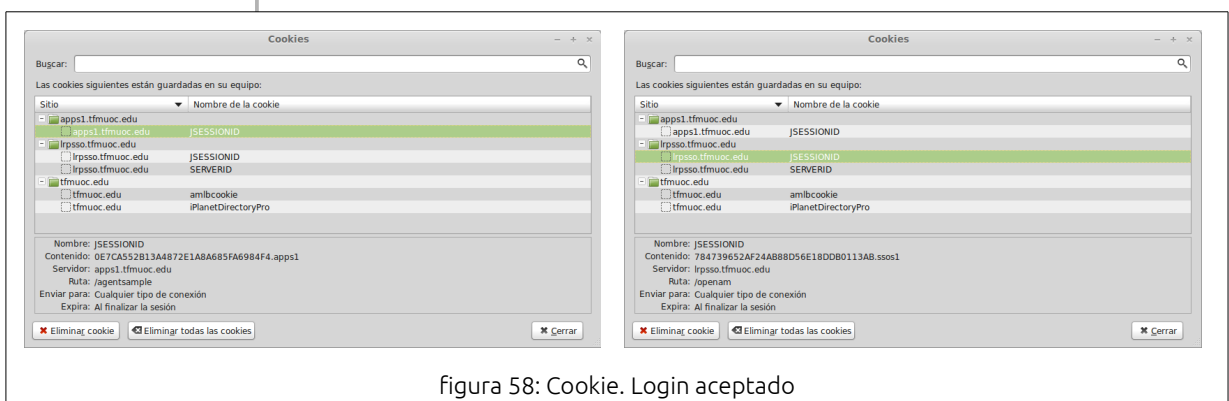 Cookies
Buscar:
Las cookies siguientes están guardadas en su equipo:
Sitio Nombre de la cookie
apps1.tfmuoc.edu
apps1.tfmuoc.edu JSESSIONID
lrpsso.tfmuoc.edu
lrpsso.tfmuoc.edu JSESSIONID
lrpsso.tfmuoc.edu SERVERID
tfmuoc.edu
tfmuoc.edu amlbcookie
tfmuoc.edu iPlanetDirectoryPro
Nombre: JSESSIONID
Contenido: 0E7CA552B13A4872E1A8A685FA6984F4.apps1
Servidor: apps1.tfmuoc.edu
Ruta: /agentsample
Enviar para: Cualquier tipo de conexión
Expira: Al finalizar la sesión
Eliminar cookie Eliminar todas las cookies Cerrar
Cookies
Buscar:
Las cookies siguientes están guardadas en su equipo:
Sitio Nombre de la cookie
apps1.tfmuoc.edu
apps1.tfmuoc.edu JSESSIONID
lrpsso.tfmuoc.edu
lrpsso.tfmuoc.edu JSESSIONID
lrpsso.tfmuoc.edu SERVERID
tfmuoc.edu
tfmuoc.edu amlbcookie
tfmuoc.edu iPlanetDirectoryPro
Nombre: JSESSIONID
Contenido: 784739652AF24AB88D56E18DDB0113AB.ssos1
Servidor: lrpsso.tfmuoc.edu
Ruta: /openam
Enviar para: Cualquier tipo de conexión
Expira: Al finalizar la sesión
Eliminar cookie Eliminar todas las cookies Cerrar
figura 58: Cookie. Login aceptado